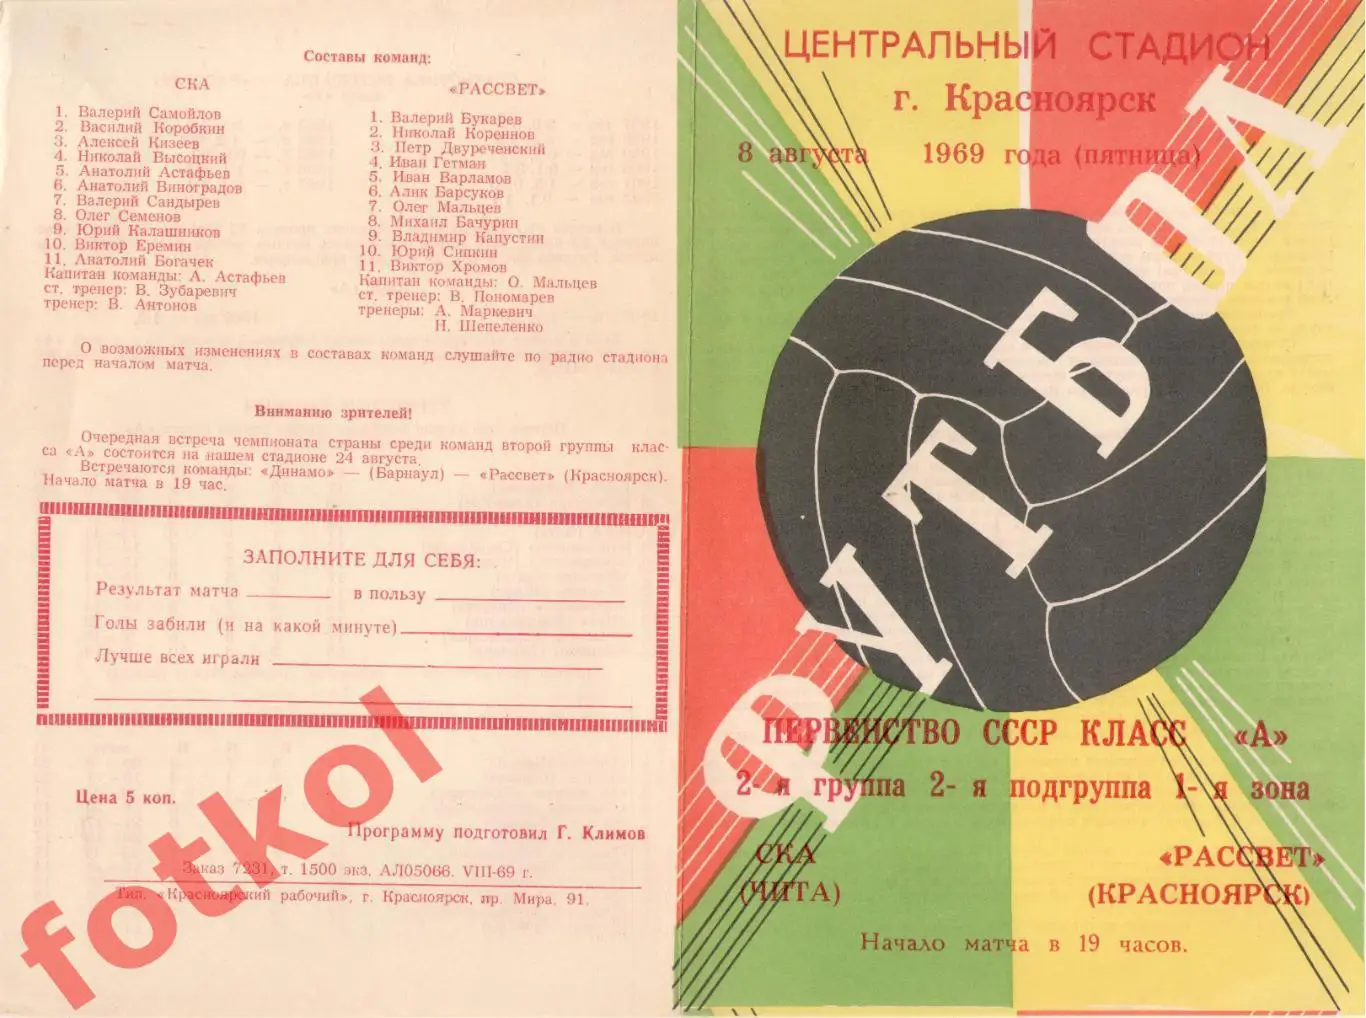 Составы команд:
СКА
1. Валерий Самойлов
2. Василий Коробкин
3. Алексей Кизеев
4. Николай Высоцкий
5. Анатолий Астафьев
6. Анатолий Виноградов
7. Валерий Сандырев
8. Олег Семенов
9. Юрий Калашников
10. Виктор Еремин
11. Анатолий Богачек
Капитан команды: А. Астафьев
ст. тренер: В. Зубаревич
тренер: В. Антонов
«РАССВЕТ»
1. Валерий Букарев
2. Николай Кореннов
3. Петр Двуреченский
4. Иван Гетман
5. Иван Варламов
6. Алик Барсуков
7. Олег Мальцев
8. Михаил Бачурин
9. Владимир Капустин
10. Юрий Сипкин
11. Виктор Хромов
Капитан команды: О. Мальцев
ст. тренер: В. Пономарев
тренеры: А. Маркевич
Н. Шепеленко
О возможных изменениях в составах команд слушайте по радио стадиона
перед началом матча.
Вниманию зрителей!
Очередная встреча чемпионата страны среди команд второй группы клас-
са «А» состоится на нашем стадионе 24 августа.
Встречаются команды: «Динамо» — (Барнаул) — «Рассвет» (Красноярск).
Начало матча в 19 час.
ЗАПОЛНИТЕ ДЛЯ СЕБЯ:
Результат матча в пользу
Голы забили (и на какой минуте)
Лучше всех играли
Цена 5 коп.
Программу подготовил Г. Климов
Заказ 7231, т. 1500 экз. АЛ05066. VIII-69 г.
Тип. «Красноярский рабочий», г. Красноярск, пр. Мира, 91.
fotkol
ЦЕНТРАЛЬНЫЙ СТАДИОН
г. Красноярск
8 августа 1969 года (пятница)
ФУТБОЛ
ПЕРВЕНСТВО СССР КЛАСС «А»
2-я группа 2-я подгруппа 1-я зона
СКА
(ЧИТА)
«РАССВЕТ»
(КРАСНОЯРСК)
Начало матча в 19 часов.